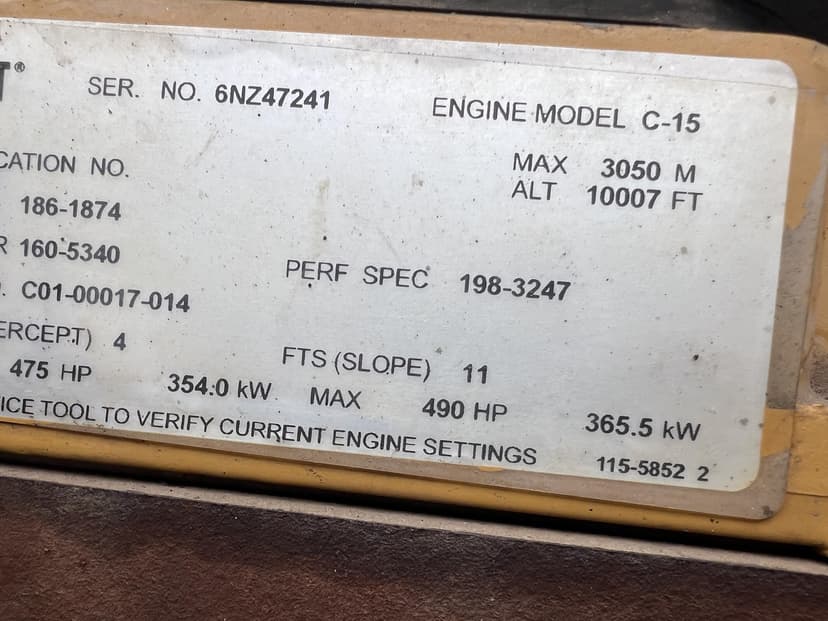 T®
SER. NO. 6NZ47241 ENGINE MODEL C-15
MAX 3050 M
CATION NO. ALT 10007 FT
186-1874
R 160-5340 PERF SPEC 198-3247
. C01-00017-014
ERCEPT) 4 FTS (SLOPE) 11
475 HP 354.0 kW MAX 490 HP 365.5 kW
ICE TOOL TO VERIFY CURRENT ENGINE SETTINGS 115-5852 2